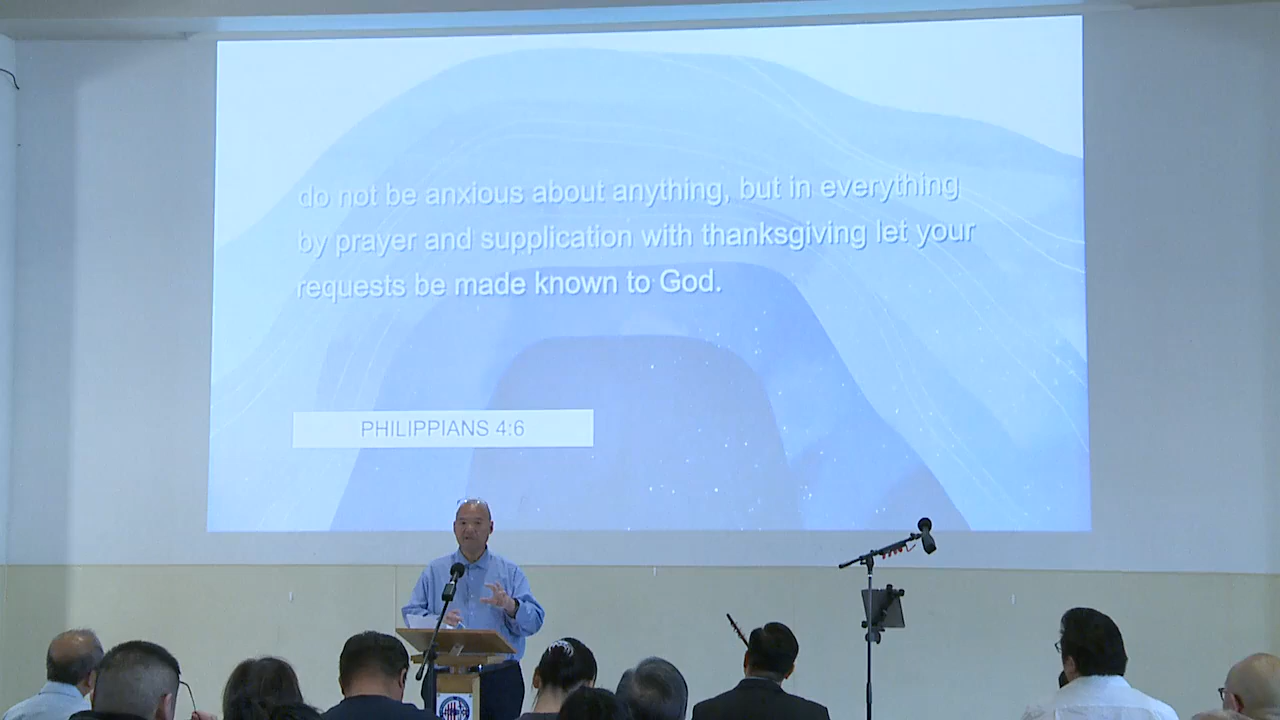 do not be anxious about anything, but in everything
by prayer and supplication with thanksgiving let your
requests be made known to God.
PHILIPPIANS 4:6